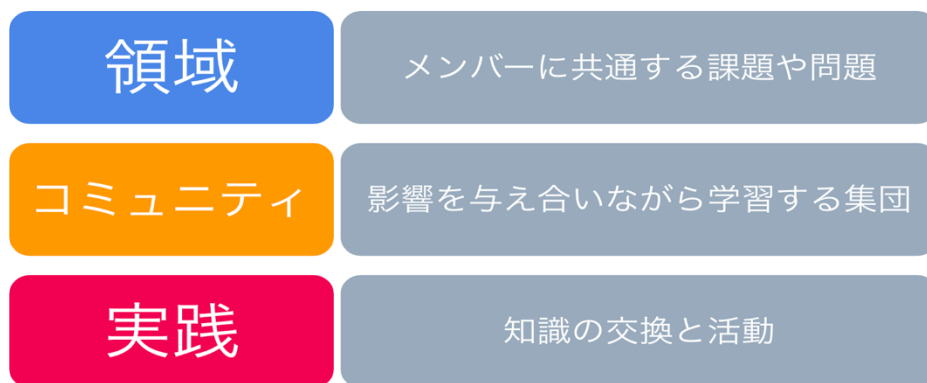 領域
メンバーに共通する課題や問題
コミュニティ
影響を与え合いながら学習する集団
実践
知識の交換と活動